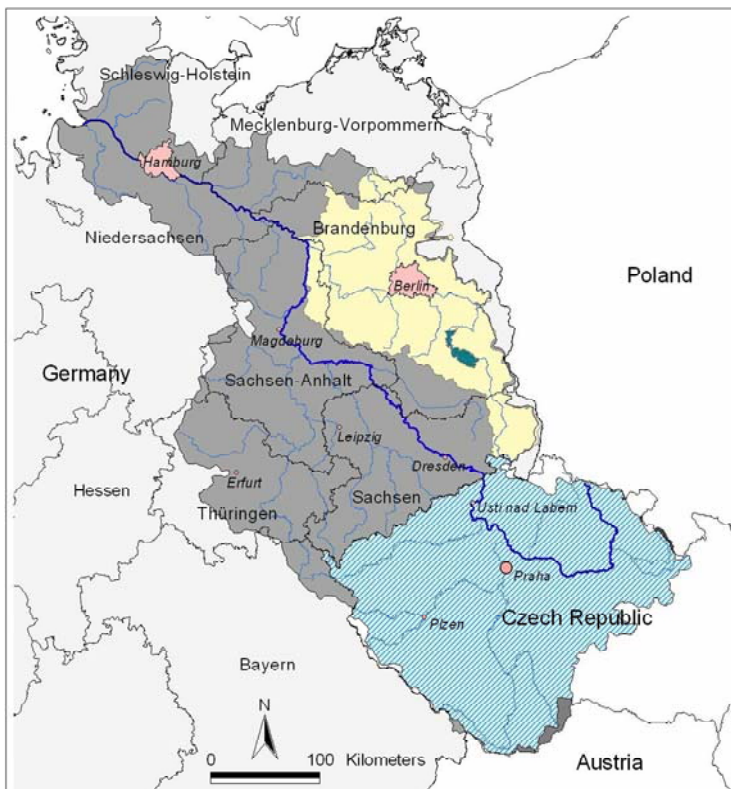 Schleswig-Holstein
Mecklenburg-Vorpommern
Hamburg
Niedersachsen
Brandenburg
Berlin
Poland
Magdeburg
Germany
Sachsen-Anhalt
Leipzig
Dresden
Erfurt
Hessen
Sachsen
Thüringen
Usti nad Labem
Praha
Czech Republic
Plzen
Bayern
N
0 100 Kilometers
Austria